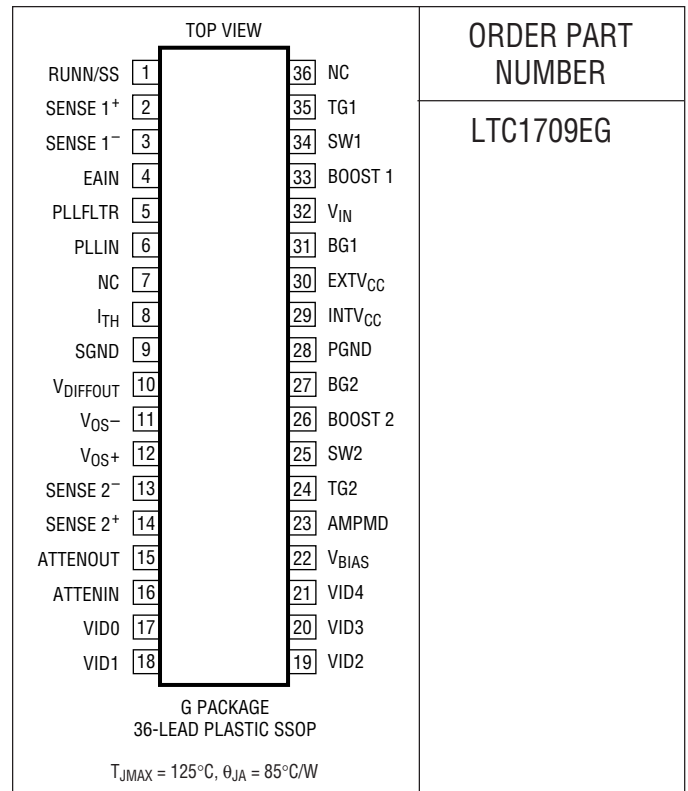 TOP VIEW
RUNN/SS 1
SENSE 1+ 2
SENSE 1− 3
EAIN 4
PLLFLTR 5
PLLIN 6
NC 7
ITH 8
SGND 9
VDIFFOUT 10
VOS− 11
VOS+ 12
SENSE 2− 13
SENSE 2+ 14
ATTENOUT 15
ATTENIN 16
VID0 17
VID1 18
36 NC
35 TG1
34 SW1
33 BOOST 1
32 VIN
31 BG1
30 EXTVCC
29 INTVCC
28 PGND
27 BG2
26 BOOST 2
25 SW2
24 TG2
23 AMPMD
22 VBIAS
21 VID4
20 VID3
19 VID2
G PACKAGE
36-LEAD PLASTIC SSOP
TJMAX = 125°C, θJA = 85°C/W
ORDER PART
NUMBER
LTC1709EG